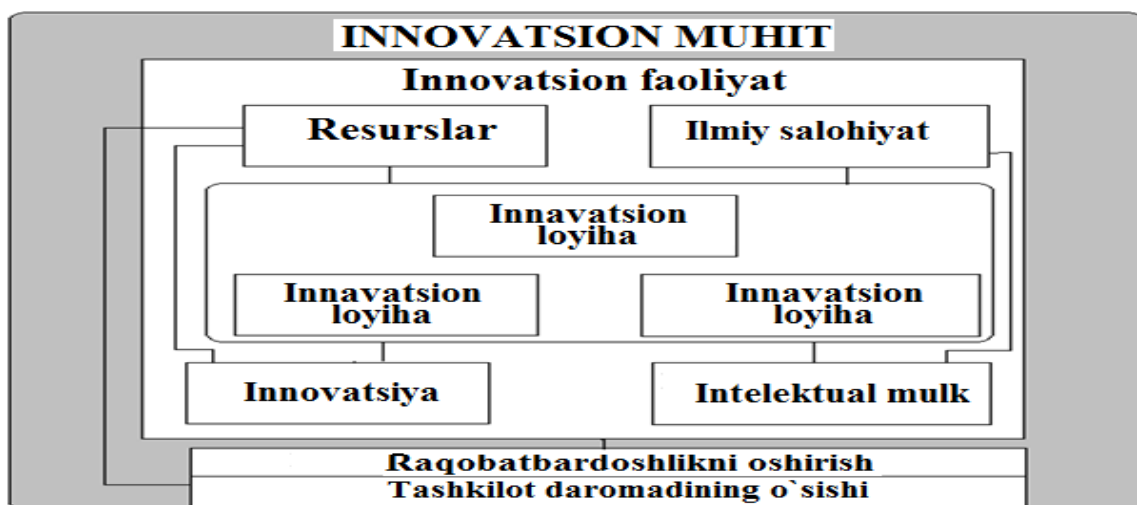 INNOVATSION MUHIT
Innovatsion faoliyat
Resurslar
Ilmiy salohiyat
Innavatsion
loyiha
Innavatsion
loyiha
Innavatsion
loyiha
Innovatsiya
Intelektual mulk
Raqobatbardoshlikni oshirish
Tashkilot daromadining o`sishi